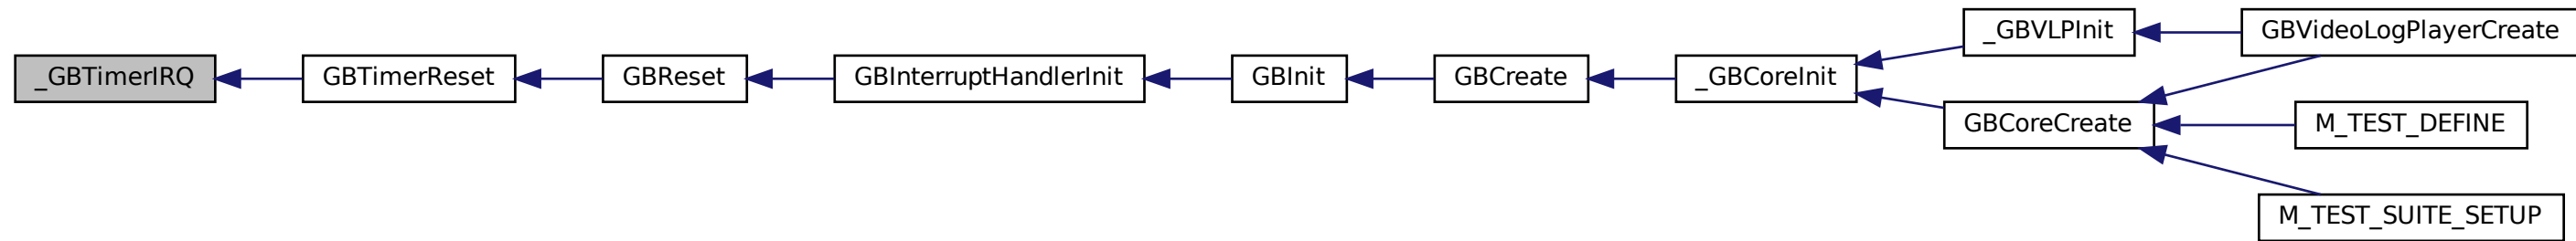 _GBTimerIRQ
GBTimerReset
GBReset
GBInterruptHandlerInit
GBInit
GBCreate
_GBCoreInit
_GBVLPInit
GBVideoLogPlayerCreate
GBCoreCreate
M_TEST_DEFINE
M_TEST_SUITE_SETUP